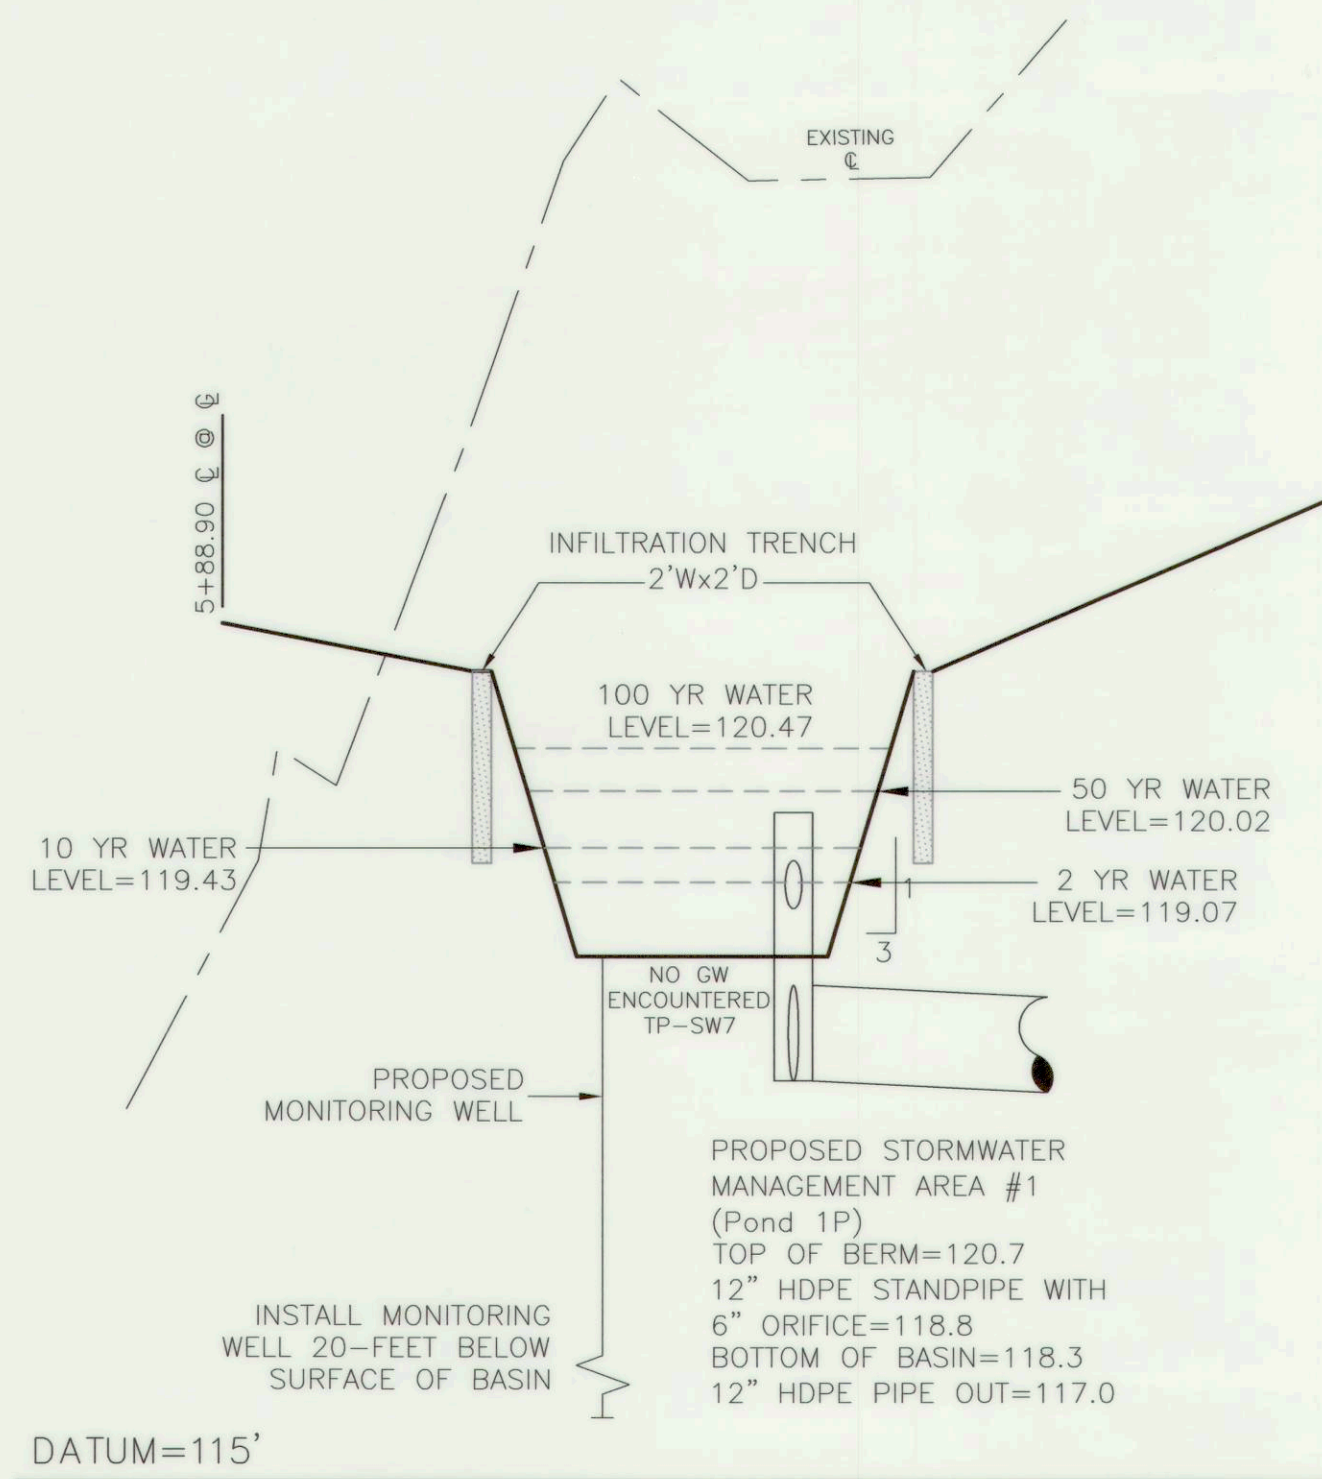 EXISTING
℄
5+88.90 ℄ @ ℄
INFILTRATION TRENCH
2'Wx2'D
100 YR WATER
LEVEL=120.47
50 YR WATER
LEVEL=120.02
10 YR WATER
LEVEL=119.43
2 YR WATER
LEVEL=119.07
1
3
NO GW
ENCOUNTERED
TP-SW7
PROPOSED
MONITORING WELL
PROPOSED STORMWATER
MANAGEMENT AREA #1
(Pond 1P)
TOP OF BERM=120.7
12" HDPE STANDPIPE WITH
6" ORIFICE=118.8
BOTTOM OF BASIN=118.3
12" HDPE PIPE OUT=117.0
INSTALL MONITORING
WELL 20-FEET BELOW
SURFACE OF BASIN
DATUM=115'